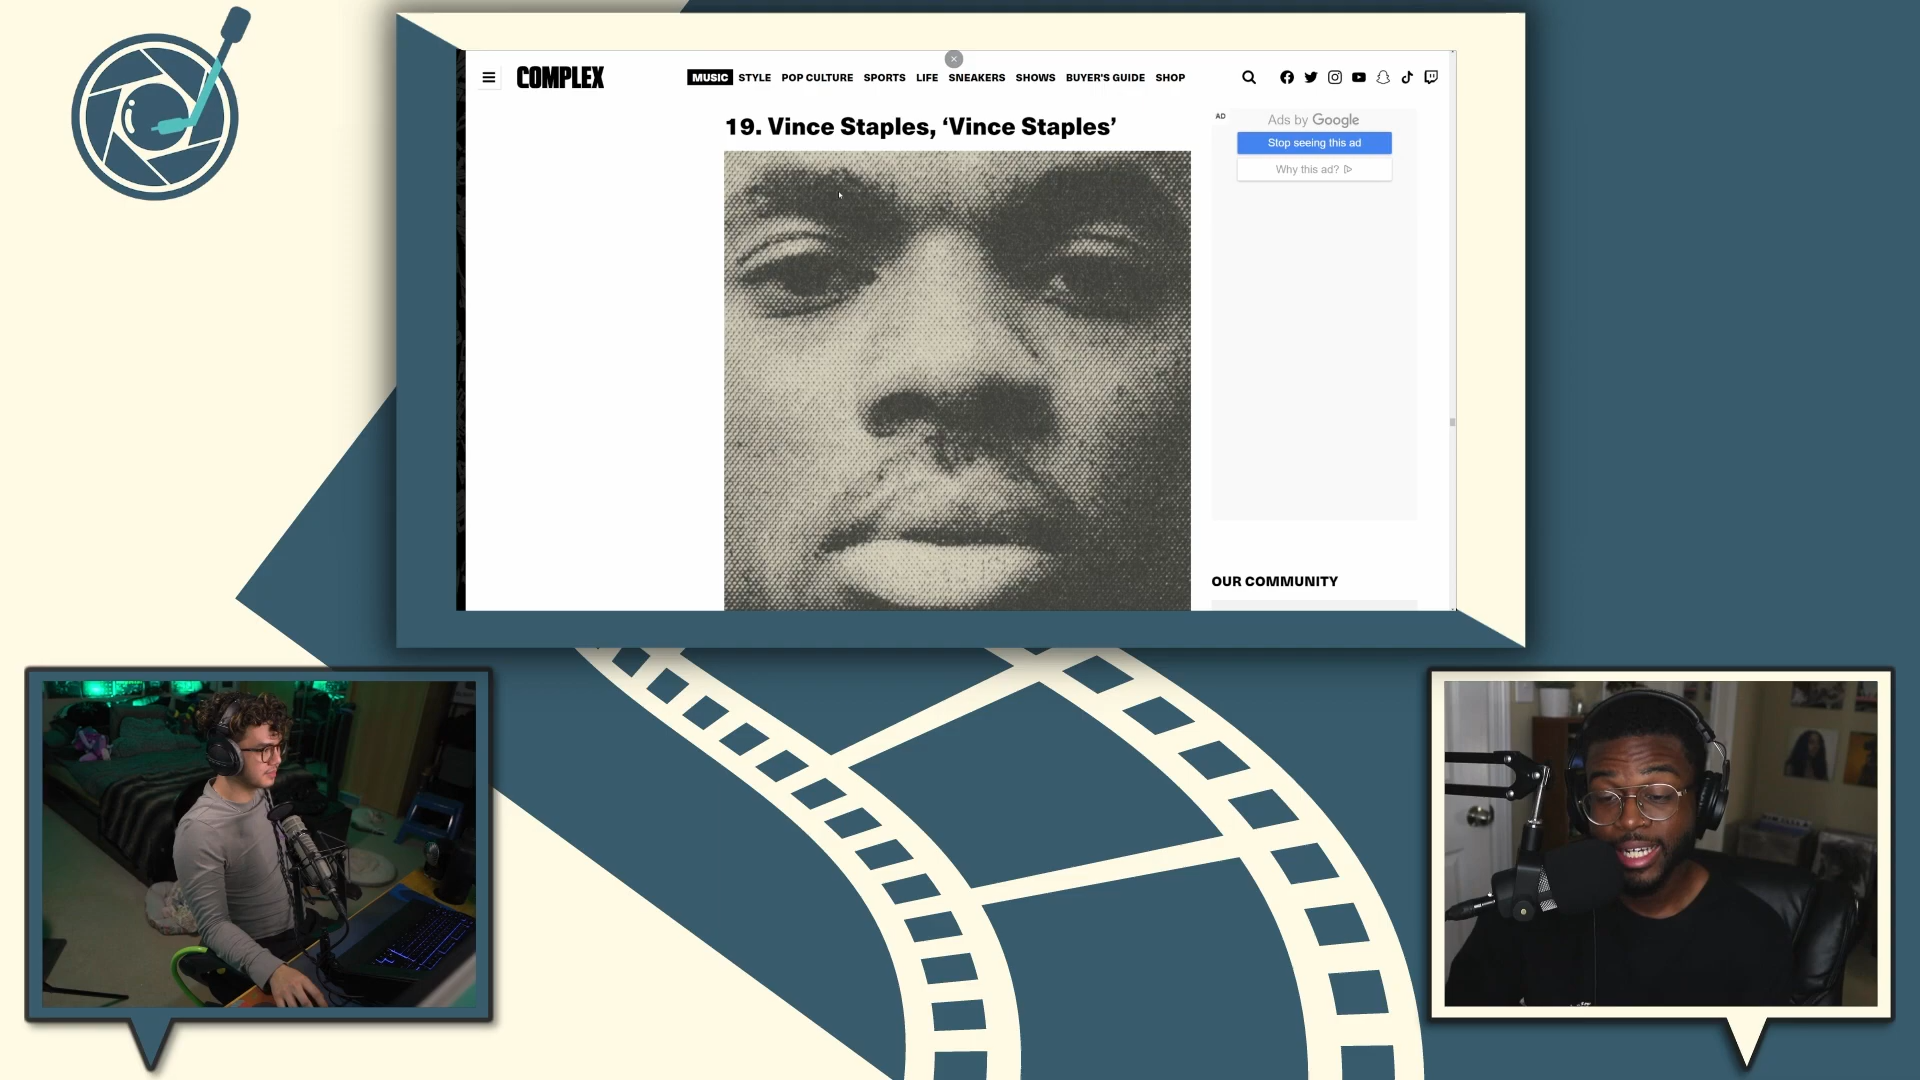 COMPLEX
MUSIC STYLE POP CULTURE SPORTS LIFE SNEAKERS SHOWS BUYER'S GUIDE SHOP
19. Vince Staples, ‘Vince Staples’
AD
Ads by Google
Stop seeing this ad
Why this ad?
OUR COMMUNITY